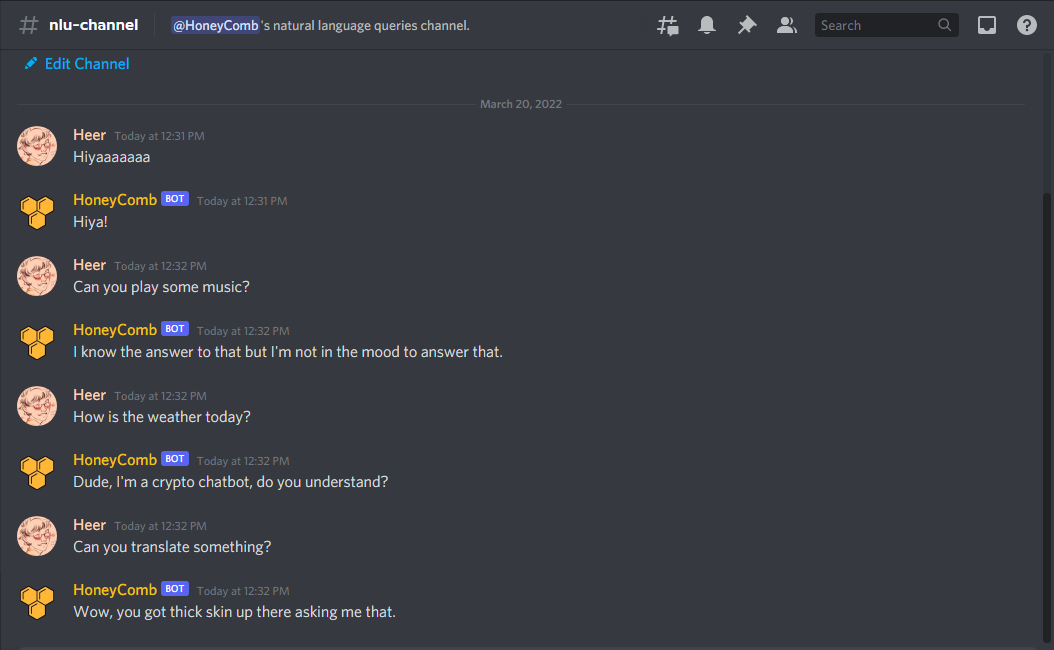 # nlu-channel @HoneyComb's natural language queries channel. Search
Edit Channel
March 20, 2022
Heer Today at 12:31 PM
Hiyaaaaaaa
HoneyComb BOT Today at 12:31 PM
Hiya!
Heer Today at 12:32 PM
Can you play some music?
HoneyComb BOT Today at 12:32 PM
I know the answer to that but I'm not in the mood to answer that.
Heer Today at 12:32 PM
How is the weather today?
HoneyComb BOT Today at 12:32 PM
Dude, I'm a crypto chatbot, do you understand?
Heer Today at 12:32 PM
Can you translate something?
HoneyComb BOT Today at 12:32 PM
Wow, you got thick skin up there asking me that.